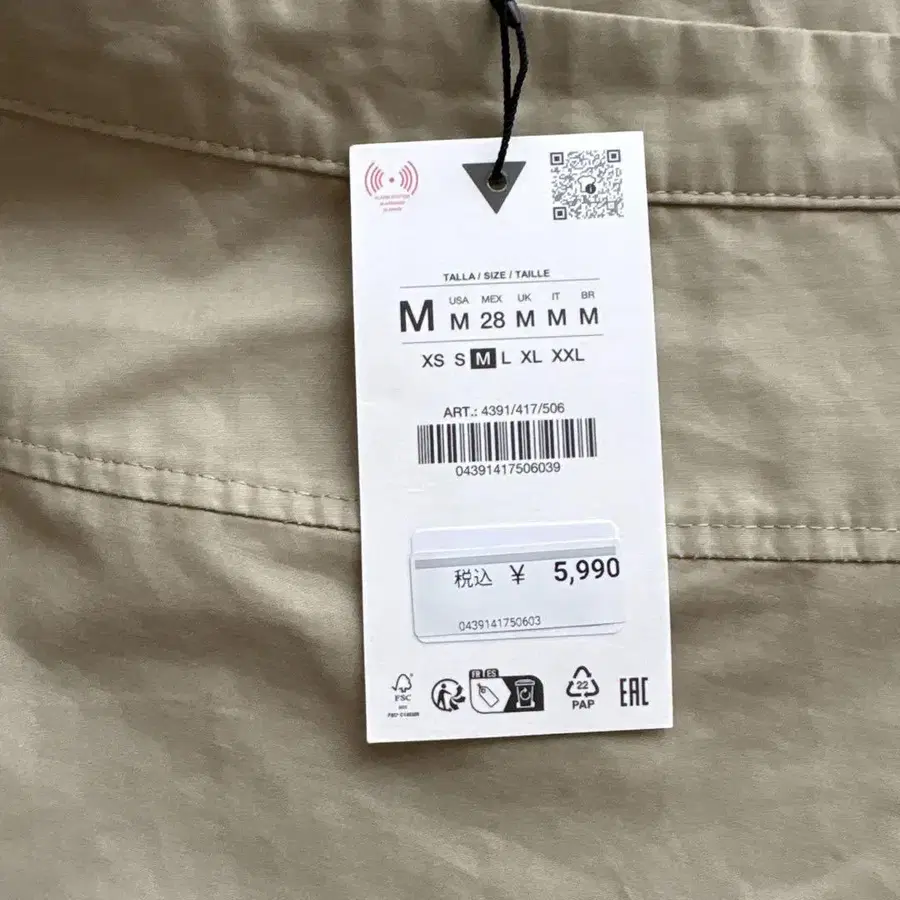 TALLA / SIZE / TAILLE
M USA M MEX 28 UK M IT M BR M
XS S M L XL XXL
ART.: 4391/417/506
04391417506039
税込 ¥ 5,990
0439141750603
FR ES
FSC
22
PAP
EAC